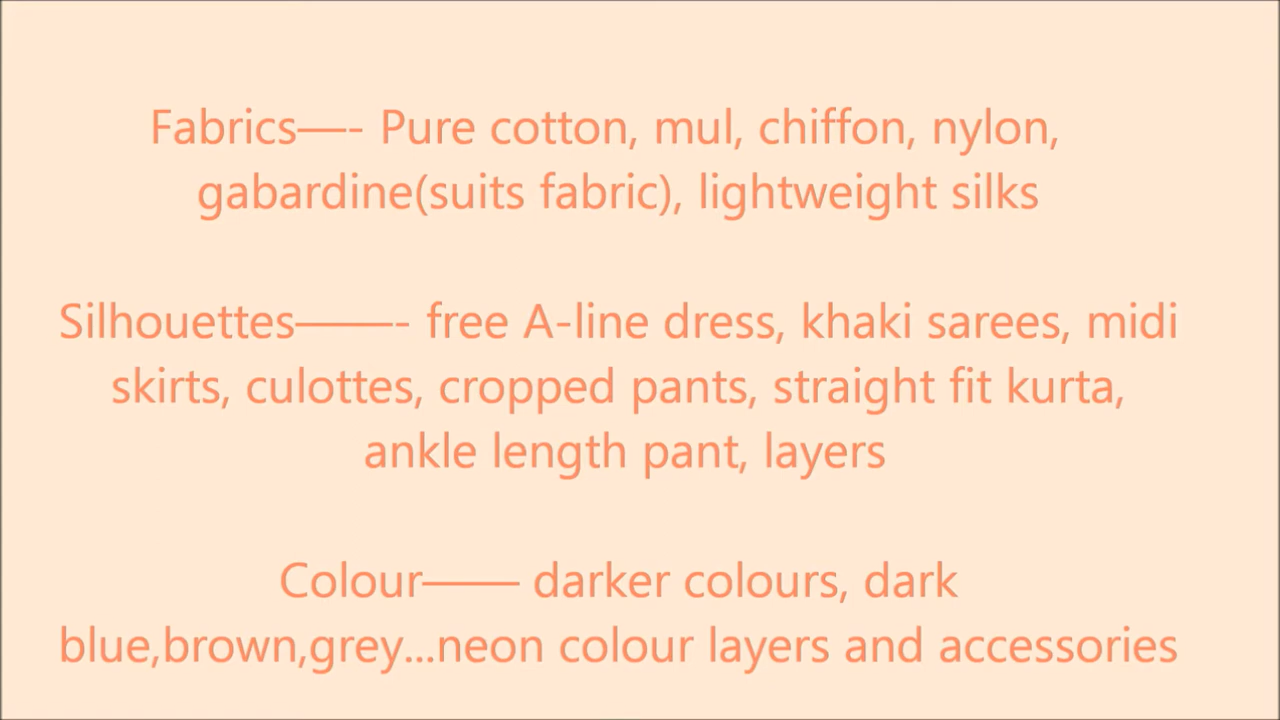 Fabrics—-- Pure cotton, mul, chiffon, nylon,
gabardine(suits fabric), lightweight silks
Silhouettes——- free A-line dress, khaki sarees, midi
skirts, culottes, cropped pants, straight fit kurta,
ankle length pant, layers
Colour—— darker colours, dark
blue,brown,grey...neon colour layers and accessories